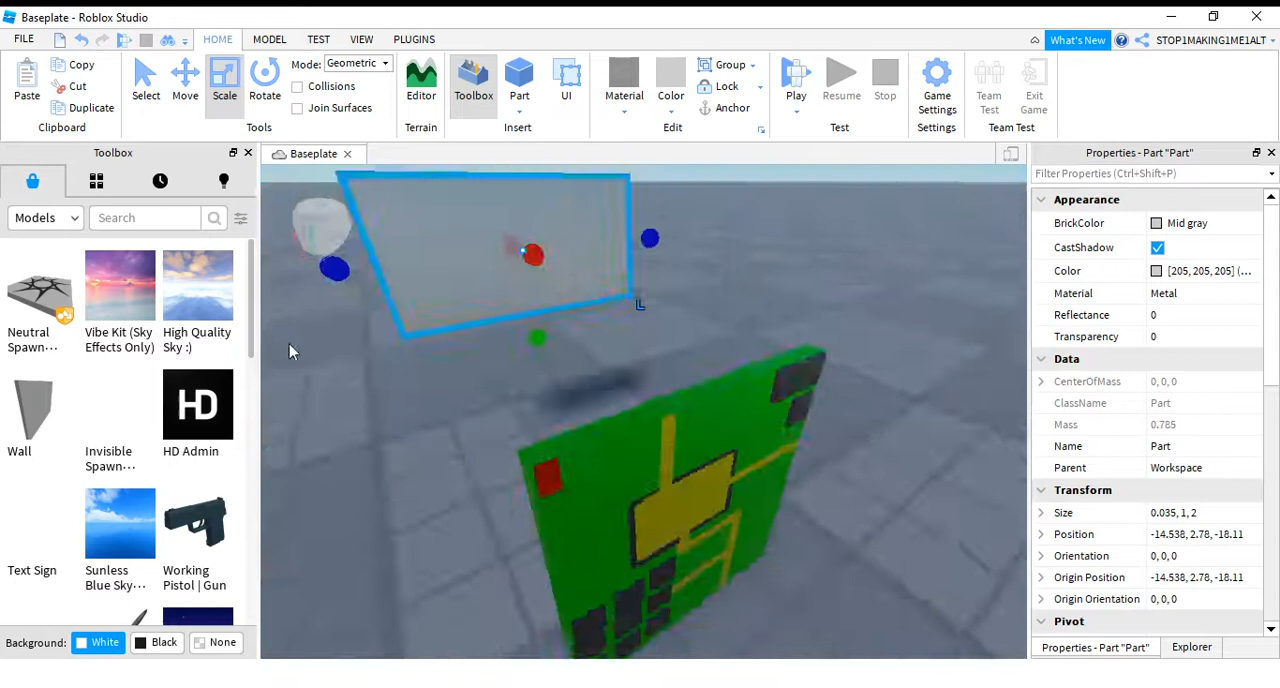 Baseplate - Roblox Studio
FILE HOME MODEL TEST VIEW PLUGINS What's New STOP1MAKING1ME1ALT
Paste Copy Cut Duplicate Clipboard
Select Move Scale Rotate Mode: Geometric Collisions Join Surfaces Tools
Editor Terrain
Toolbox Part UI Insert
Material Color Group Lock Anchor Edit
Play Resume Stop Test
Game Settings Settings
Team Test Exit Game Team Test
Toolbox
Models Search
Neutral Spawn...
Vibe Kit (Sky Effects Only)
High Quality Sky :)
Wall
Invisible Spawn...
HD
HD Admin
Text Sign
Sunless Blue Sky...
Working Pistol | Gun
Background: White Black None
Baseplate
L
Properties - Part "Part"
Filter Properties (Ctrl+Shift+P)
Appearance
BrickColor Mid gray
CastShadow
Color [205, 205, 205] (...
Material Metal
Reflectance 0
Transparency 0
Data
CenterOfMass 0, 0, 0
ClassName Part
Mass 0.785
Name Part
Parent Workspace
Transform
Size 0.035, 1, 2
Position -14.538, 2.78, -18.11
Orientation 0, 0, 0
Origin Position -14.538, 2.78, -18.11
Origin Orientation 0, 0, 0
Pivot
Properties - Part "Part" Explorer